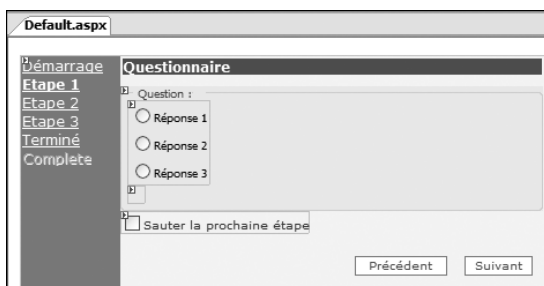 Default.aspx
Démarrage
Etape 1
Etape 2
Etape 3
Terminé
Complete
Questionnaire
Question :
Réponse 1
Réponse 2
Réponse 3
Sauter la prochaine étape
Précédent
Suivant